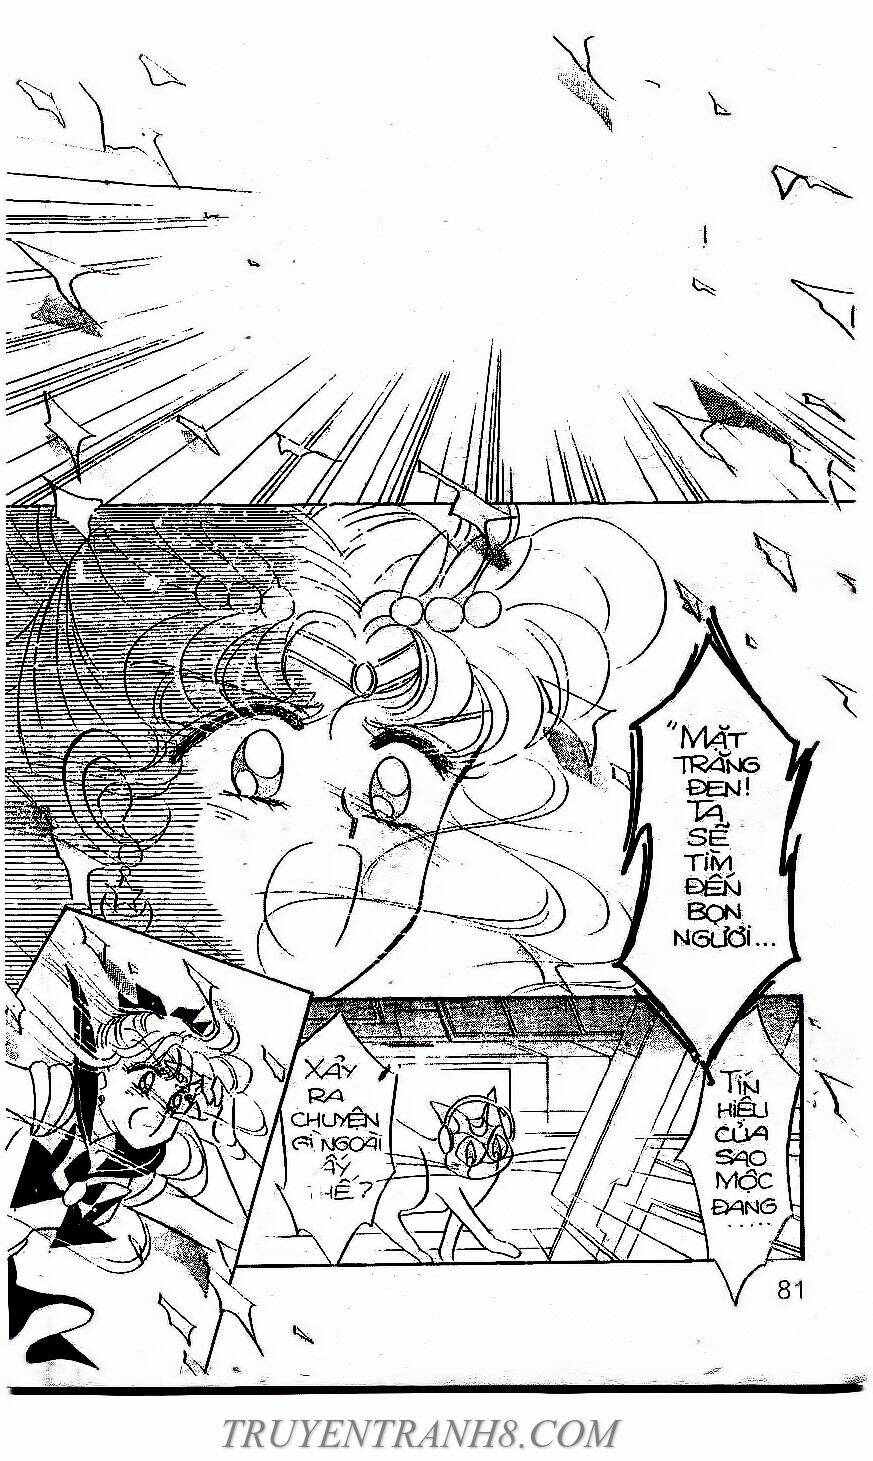 "MẶT
TRĂNG
ĐEN!
TA
SẼ
TÌM
ĐẾN
BỌN
NGƯƠI...
XẢY
RA
CHUYỆN
GÌ NGOÀI
ẤY
THẾ?
TÍN
HIỆU
CỦA
SAO
MỘC
ĐANG
.....
81
TRUYENTRANH8.COM